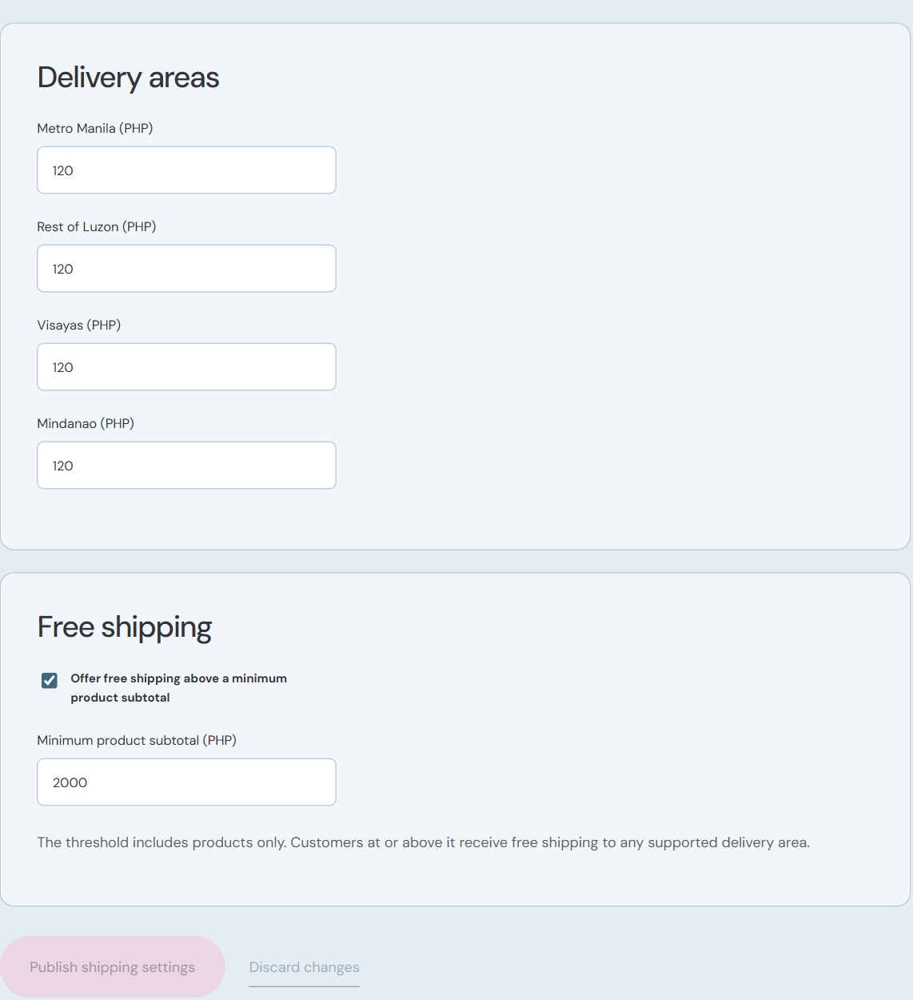 Delivery areas
Metro Manila (PHP)
120
Rest of Luzon (PHP)
120
Visayas (PHP)
120
Mindanao (PHP)
120
Free shipping
Offer free shipping above a minimum
product subtotal
Minimum product subtotal (PHP)
2000
The threshold includes products only. Customers at or above it receive free shipping to any supported delivery area.
Publish shipping settings
Discard changes